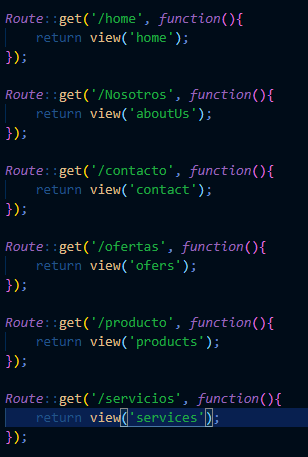 Route::get('/home', function(){
    return view('home');
});

Route::get('/Nosotros', function(){
    return view('aboutUs');
});

Route::get('/contacto', function(){
    return view('contact');
});

Route::get('/ofertas', function(){
    return view('ofers');
});

Route::get('/producto', function(){
    return view('products');
});

Route::get('/servicios', function(){
    return view('services');
});